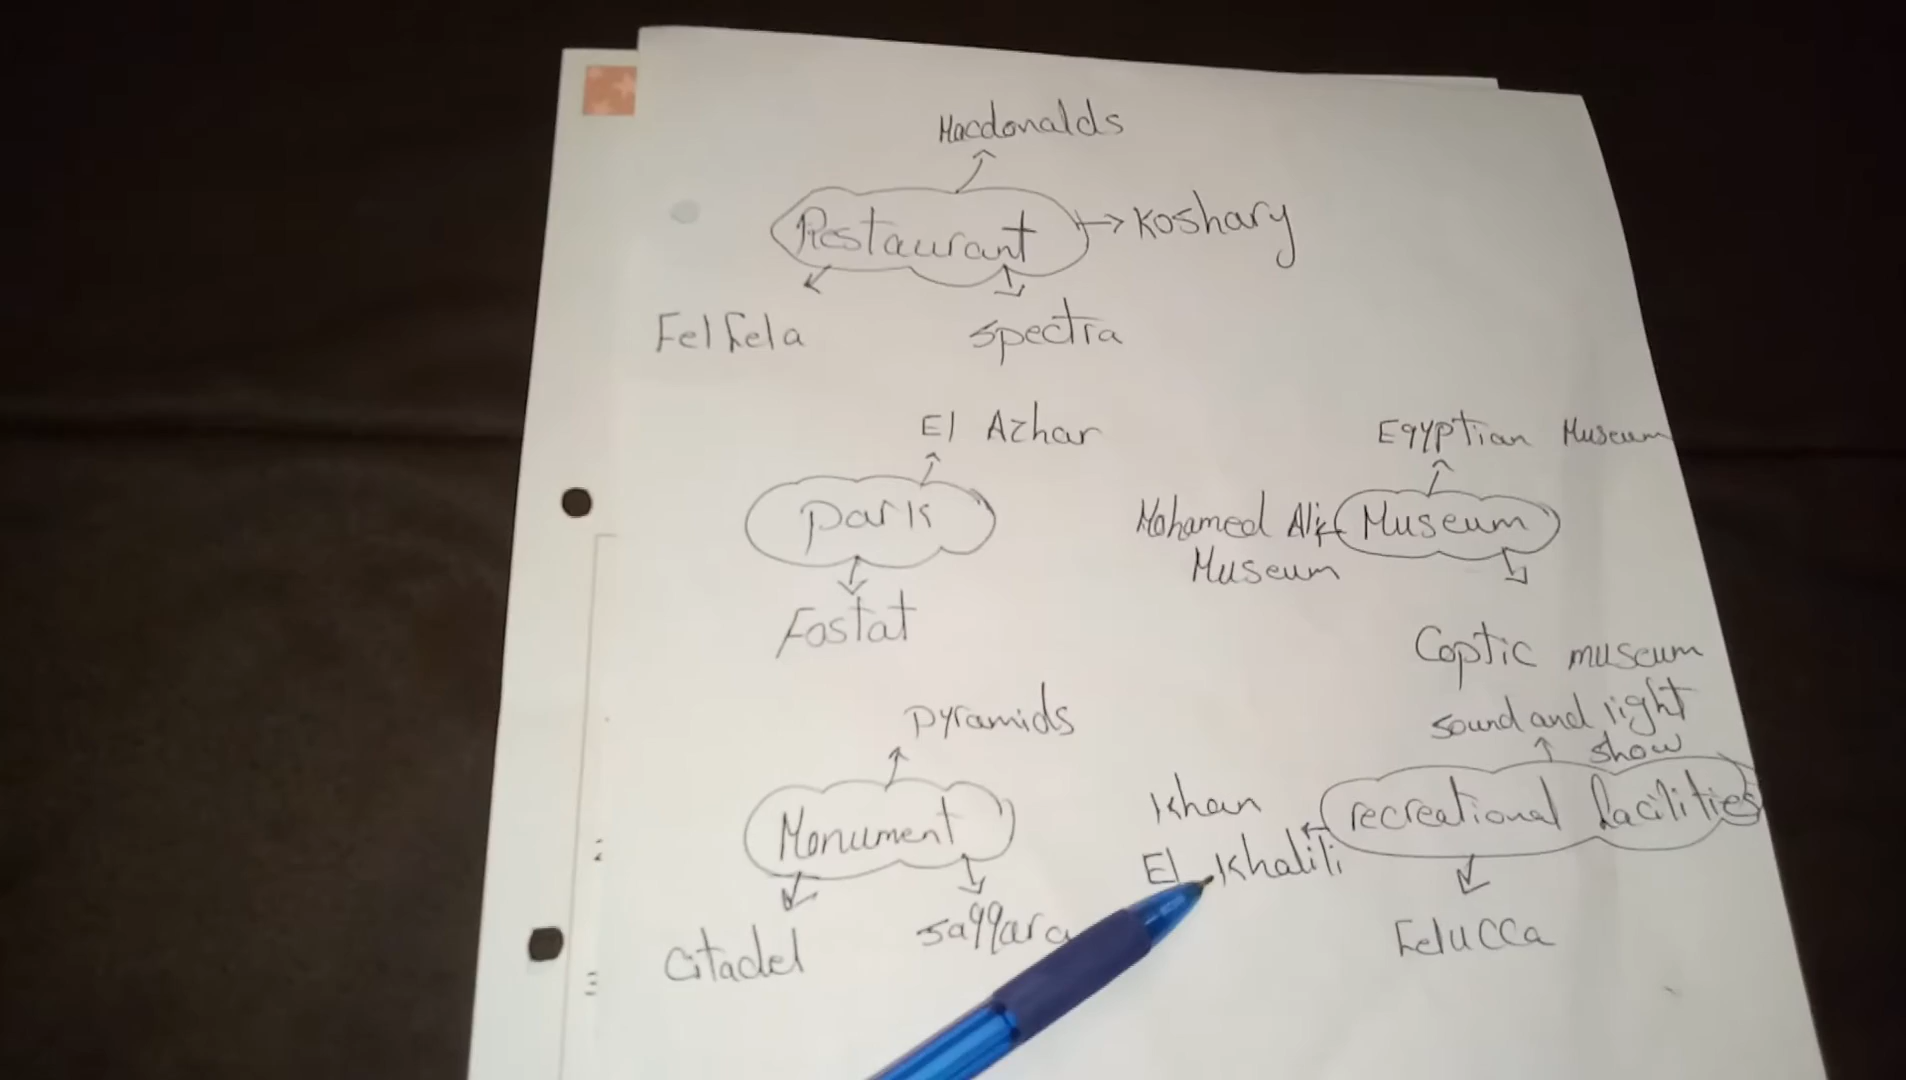 Macdonalds
Restaurant
Koshary
Felfela
spectra
El Azhar
park
Fostat
Egyptian Museum
Mohamed Ali
Museum
Museum
Coptic museum
pyramids
Monument
citadel
saqqara
sound and light
show
recreational facilities
Khan
El Khalili
Felucca